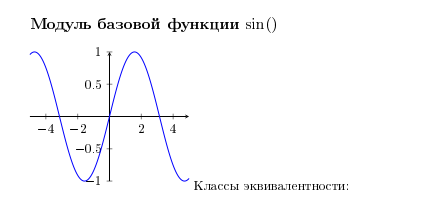 Модуль базовой функции sin()
1
0.5
−4 −2 2 4
−0.5
−1
Классы эквивалентности: